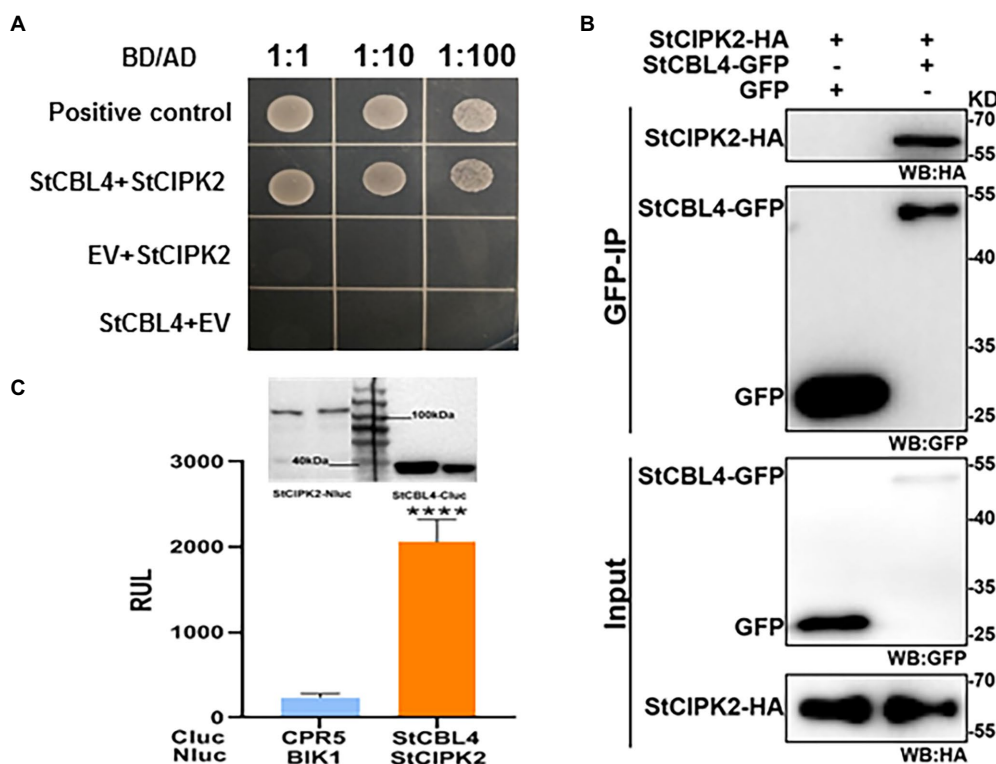 A
BD/AD 1:1 1:10 1:100
Positive control
StCBL4+StCIPK2
EV+StCIPK2
StCBL4+EV
B
StCIPK2-HA + +
StCBL4-GFP - +
GFP + -
KD
GFP-IP
StCIPK2-HA
-70
-55
WB:HA
StCBL4-GFP
-55
-40
-35
GFP
-25
WB:GFP
Input
StCBL4-GFP
-55
-40
-35
GFP
-25
WB:GFP
StCIPK2-HA
-70
-55
WB:HA
C
100kDa
40kDa
StCIPK2-Nluc StCBL4-Cluc
****
3000
2000
1000
0
RUL
Cluc CPR5 StCBL4
Nluc BIK1 StCIPK2